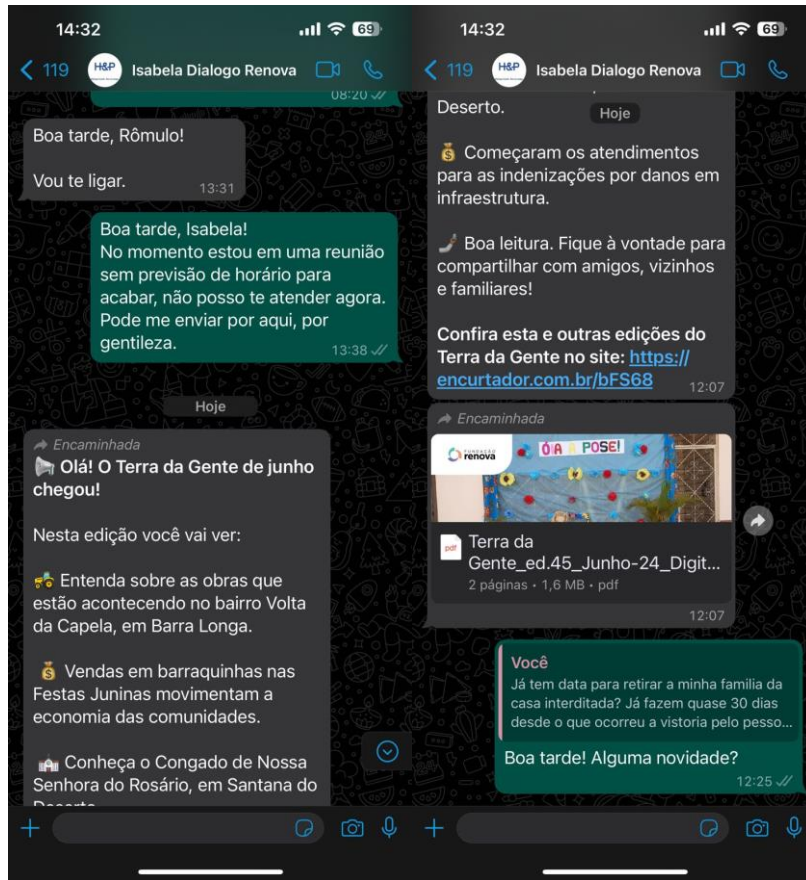 14:32
69
119
H&P
Isabela Dialogo Renova
08:20
Boa tarde, Rômulo!
Vou te ligar.
13:31
Boa tarde, Isabela!
No momento estou em uma reunião
sem previsão de horário para
acabar, não posso te atender agora.
Pode me enviar por aqui, por
gentileza.
13:38
Hoje
Encaminhada
Olá! O Terra da Gente de junho
chegou!
Nesta edição você vai ver:
Entenda sobre as obras que
estão acontecendo no bairro Volta
da Capela, em Barra Longa.
Vendas em barraquinhas nas
Festas Juninas movimentam a
economia das comunidades.
Conheça o Congado de Nossa
Senhora do Rosário, em Santana do
Deserto
14:32
69
119
H&P
Isabela Dialogo Renova
Deserto.
Hoje
Começaram os atendimentos
para as indenizações por danos em
infraestrutura.
Boa leitura. Fique à vontade para
compartilhar com amigos, vizinhos
e familiares!
Confira esta e outras edições do
Terra da Gente no site: https://
encurtador.com.br/bFS68
12:07
Encaminhada
FUNDAÇÃO
renova
POSE!
pdf
Terra da
Gente_ed.45_Junho-24_Digit...
2 páginas • 1,6 MB • pdf
12:07
Você
Já tem data para retirar a minha familia da
casa interditada? Já fazem quase 30 dias
desde o que ocorreu a vistoria pelo pesso...
Boa tarde! Alguma novidade?
12:25